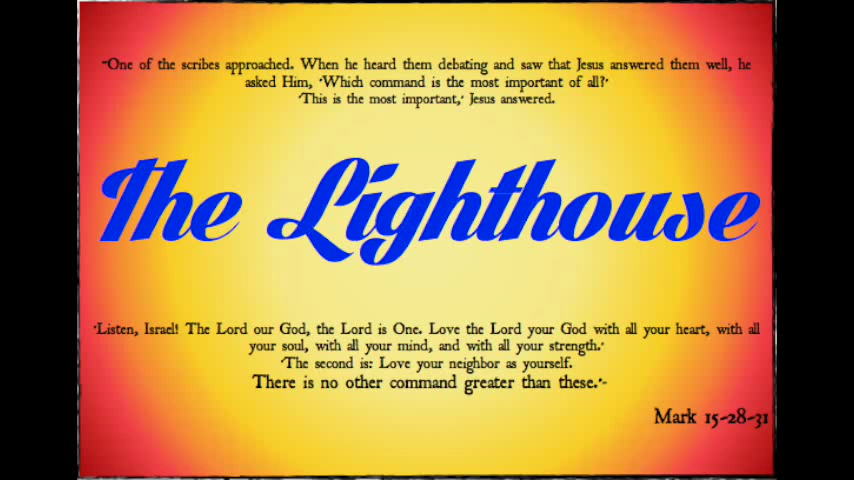 "One of the scribes approached. When he heard them debating and saw that Jesus answered them well, he
asked Him, 'Which command is the most important of all?'
'This is the most important,' Jesus answered.
The Lighthouse
'Listen, Israel! The Lord our God, the Lord is One. Love the Lord your God with all your heart, with all
your soul, with all your mind, and with all your strength.'
'The second is: Love your neighbor as yourself.
There is no other command greater than these.'-
Mark 15-28-31